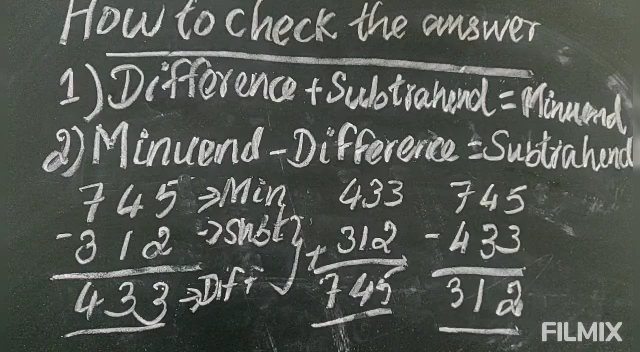 How to check the answer
1) Difference + Subtrahend = Minuend
2) Minuend - Difference = Subtrahend
745 → Min 433 745
- 312 → Subt + 312 - 433
433 → Diff 745 312
FILMIX